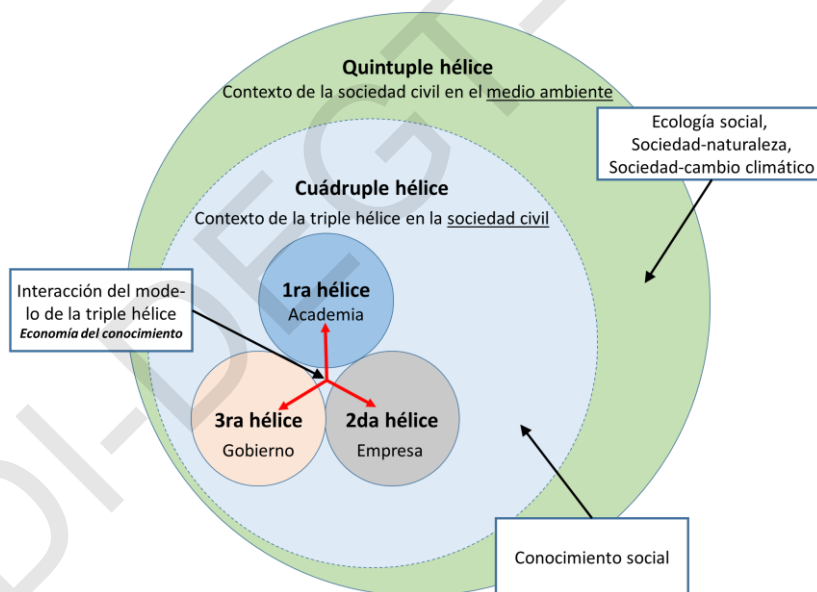 Quintuple hélice
Contexto de la sociedad civil en el medio ambiente
Ecología social,
Sociedad-naturaleza,
Sociedad-cambio climático
Cuádruple hélice
Contexto de la triple hélice en la sociedad civil
Interacción del mode-
lo de la triple hélice
Economía del conocimiento
1ra hélice
Academia
3ra hélice
Gobierno
2da hélice
Empresa
Conocimiento social
DI-DEGT-